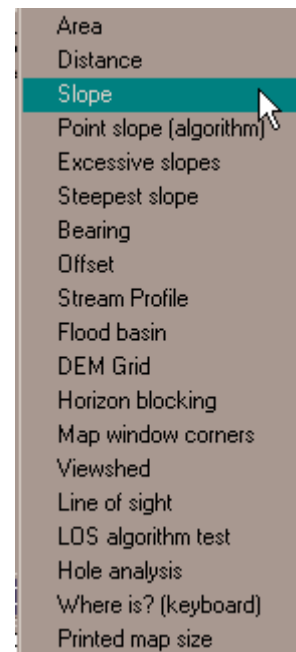 Area
Distance
Slope
Point slope (algorithm)
Excessive slopes
Steepest slope
Bearing
Offset
Stream Profile
Flood basin
DEM Grid
Horizon blocking
Map window corners
Viewshed
Line of sight
LOS algorithm test
Hole analysis
Where is? (keyboard)
Printed map size